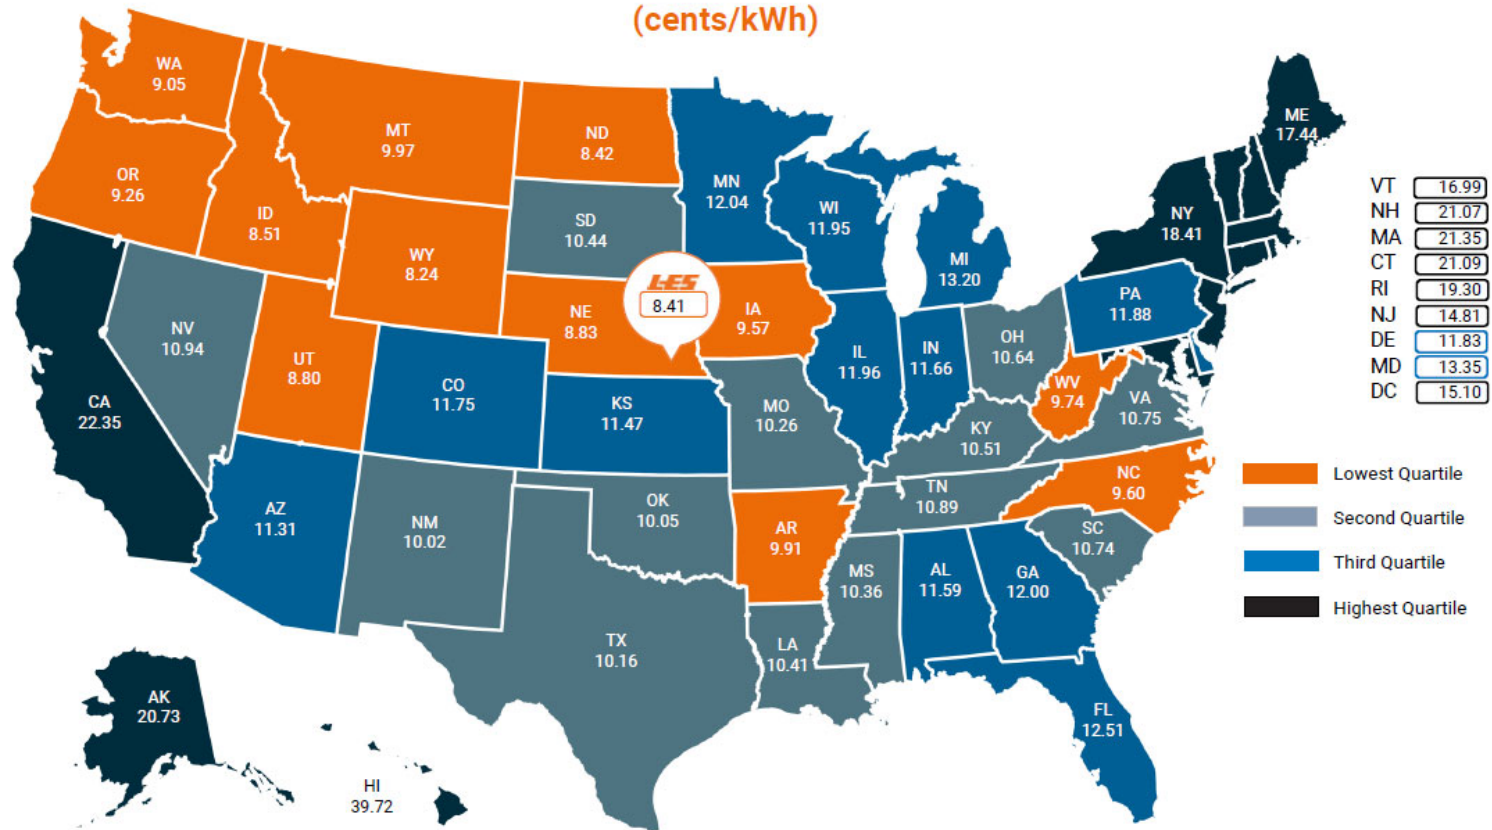 (cents/kWh)
WA
9.05
MT
9.97
ND
8.42
OR
9.26
ID
8.51
WY
8.24
SD
10.44
MN
12.04
WI
11.95
MI
13.20
NY
18.41
ME
17.44
VT 16.99
NH 21.07
MA 21.35
CT 21.09
RI 19.30
NJ 14.81
DE 11.83
MD 13.35
DC 15.10
LES
8.41
NE
8.83
IA
9.57
NV
10.94
UT
8.80
CO
11.75
KS
11.47
MO
10.26
IL
11.96
IN
11.66
OH
10.64
PA
11.88
WV
9.74
VA
10.75
KY
10.51
CA
22.35
AZ
11.31
NM
10.02
OK
10.05
AR
9.91
TN
10.89
NC
9.60
SC
10.74
MS
10.36
AL
11.59
GA
12.00
TX
10.16
LA
10.41
FL
12.51
AK
20.73
HI
39.72
Lowest Quartile
Second Quartile
Third Quartile
Highest Quartile